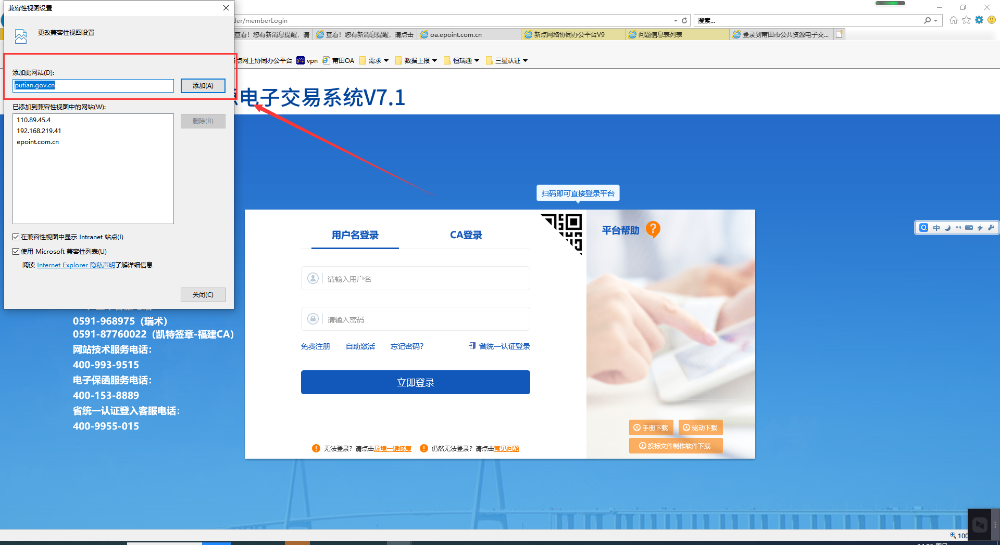 兼容性视图设置
更改兼容性视图设置
添加此网站(D):
putian.gov.cn
添加(A)
已添加到兼容性视图中的网站(W):
110.89.45.4
192.168.219.41
epoint.com.cn
删除(R)
在兼容性视图中显示 Intranet 站点(I)
使用 Microsoft 兼容性列表(U)
阅读 Internet Explorer 隐私声明了解详细信息
关闭(C)
der/memberLogin
搜索...
查看！您有新消息提醒，请
查看！您有新消息提醒，请点击
oa.epoint.com.cn
新点网络协同办公平台V9
问题信息表列表
登录到莆田市公共资源电子交...
点网上协同办公平台
vpn
莆田OA
需求
数据上报
恒瑞通
三星认证
电子交易系统V7.1
扫码即可直接登录平台
用户名登录
CA登录
平台帮助
请输入用户名
请输入密码
免费注册
自助激活
忘记密码?
省统一认证登录
立即登录
无法登录？请点击环境一键修复
仍然无法登录？请点击常见问题
手册下载
驱动下载
投标文件制作软件下载
0591-968975（瑞术）
0591-87760022（凯特签章-福建CA）
网站技术服务电话：
400-993-9515
电子保函服务电话：
400-153-8889
省统一认证登入客服电话：
400-9955-015
中
100